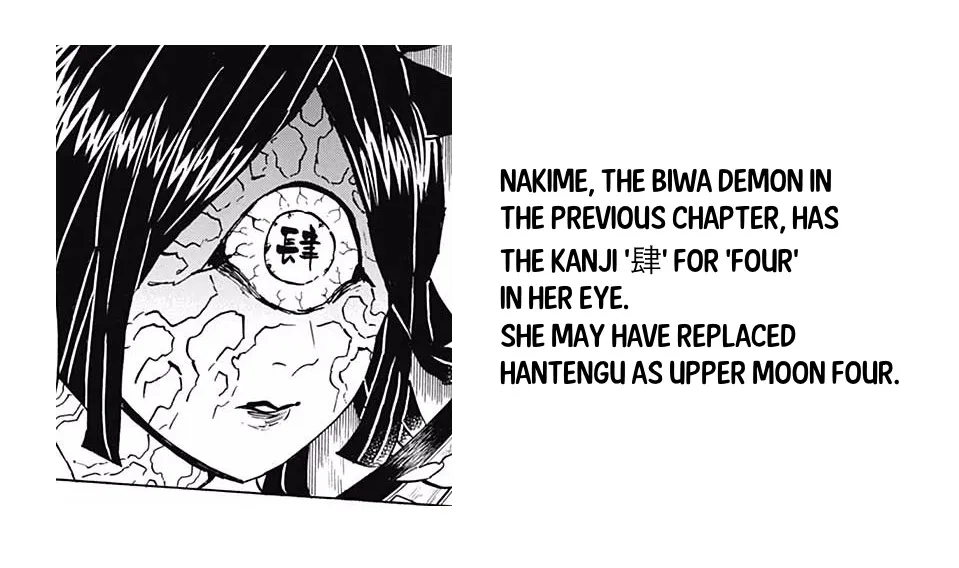 肆
NAKIME, THE BIWA DEMON IN
THE PREVIOUS CHAPTER, HAS
THE KANJI '肆' FOR 'FOUR'
IN HER EYE.
SHE MAY HAVE REPLACED
HANTENGU AS UPPER MOON FOUR.